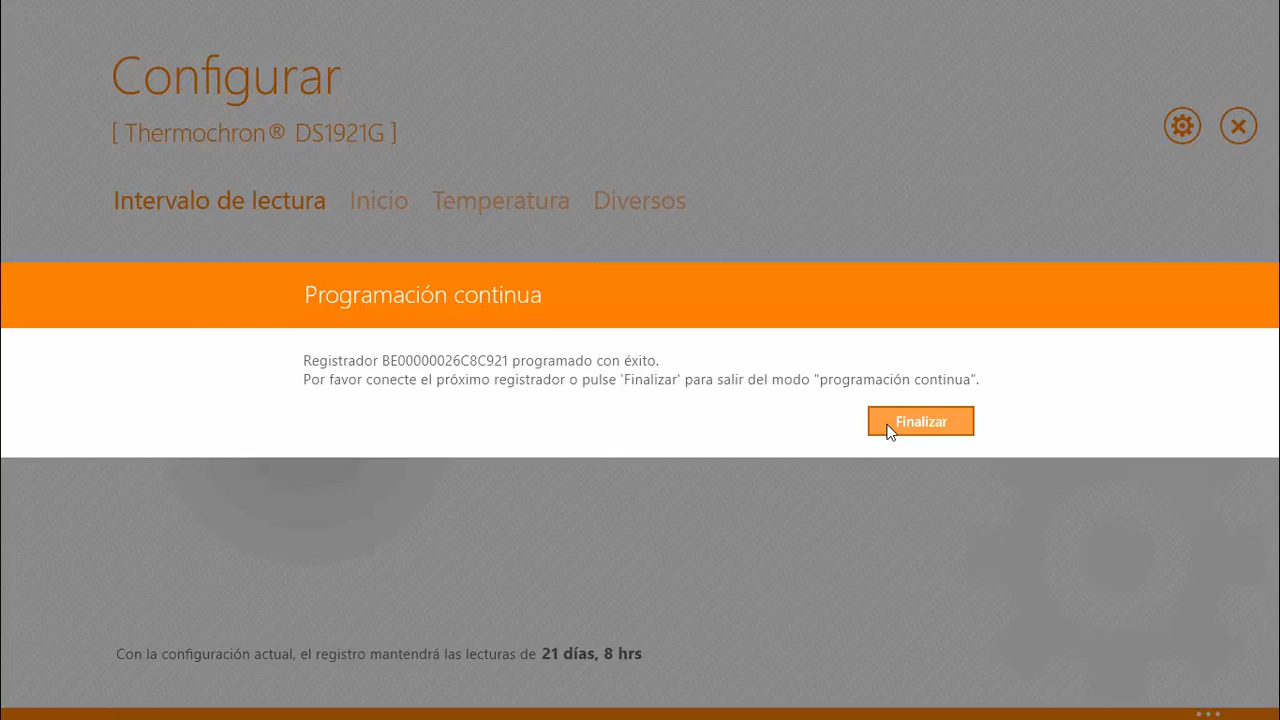 Configurar
[ Thermochron® DS1921G ]
Intervalo de lectura Inicio Temperatura Diversos
Programación continua
Registrador BE00000026C8C921 programado con éxito.
Por favor conecte el próximo registrador o pulse 'Finalizar' para salir del modo "programación continua".
Finalizar
Con la configuración actual, el registro mantendrá las lecturas de 21 días, 8 hrs